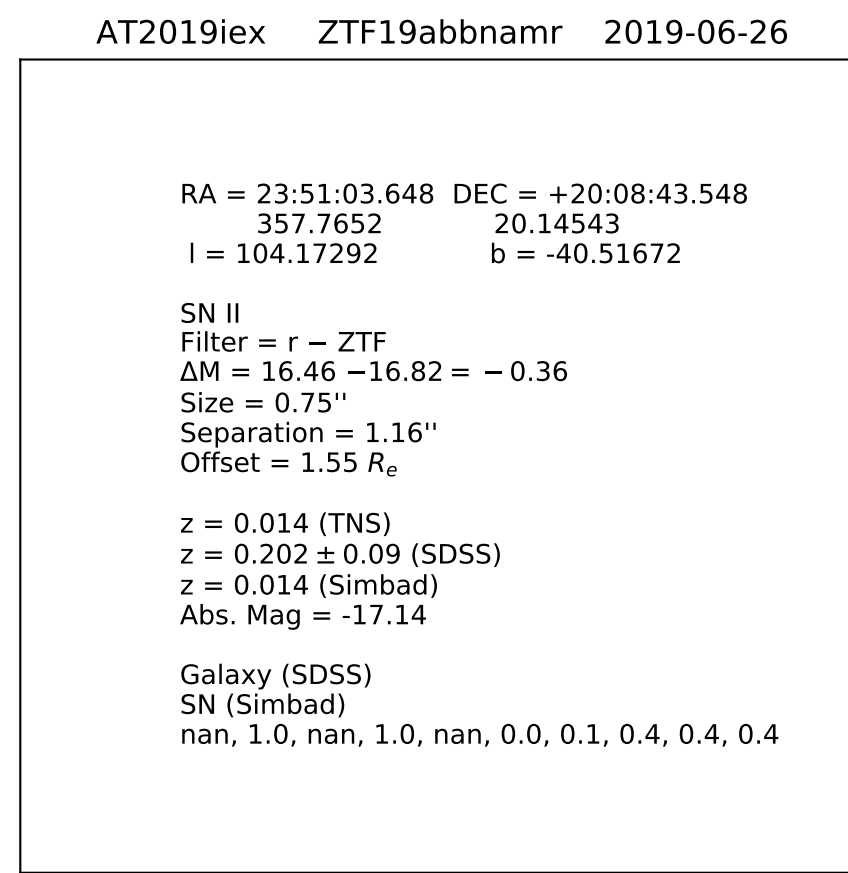 AT2019iex ZTF19abbnamr 2019-06-26
RA = 23:51:03.648 DEC = +20:08:43.548
357.7652 20.14543
l = 104.17292 b = -40.51672
SN II
Filter = r − ZTF
ΔM = 16.46 −16.82 = − 0.36
Size = 0.75''
Separation = 1.16''
Offset = 1.55 Rₑ
z = 0.014 (TNS)
z = 0.202 ± 0.09 (SDSS)
z = 0.014 (Simbad)
Abs. Mag = -17.14
Galaxy (SDSS)
SN (Simbad)
nan, 1.0, nan, 1.0, nan, 0.0, 0.1, 0.4, 0.4, 0.4